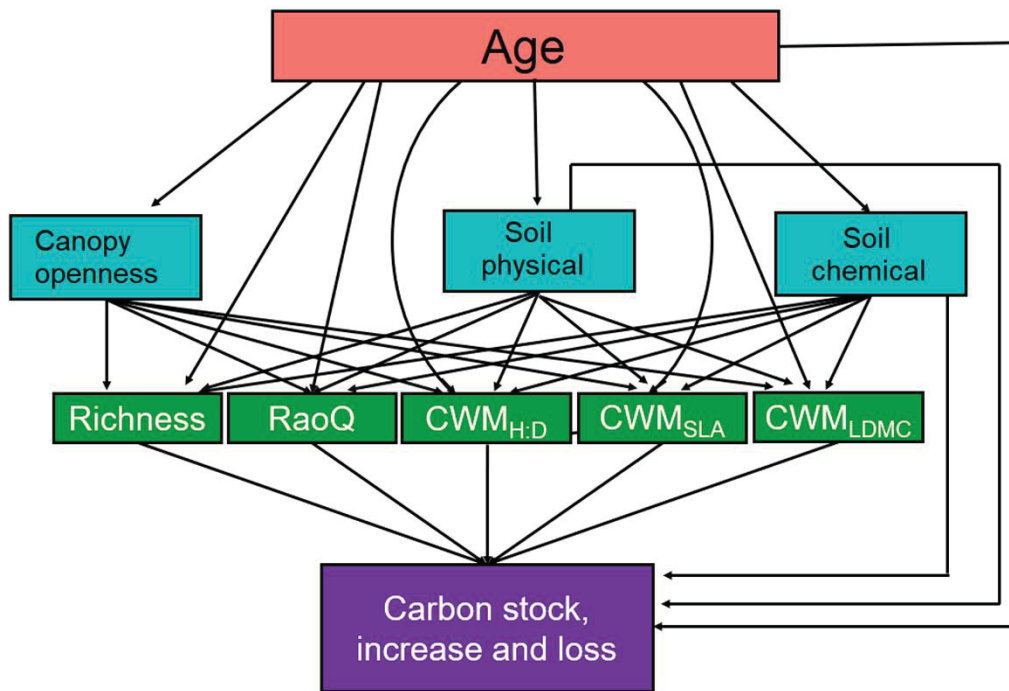 Age
Canopy
openness
Soil
physical
Soil
chemical
Richness
RaoQ
CWMH:D
CWMSLA
CWMLDMC
Carbon stock,
increase and loss